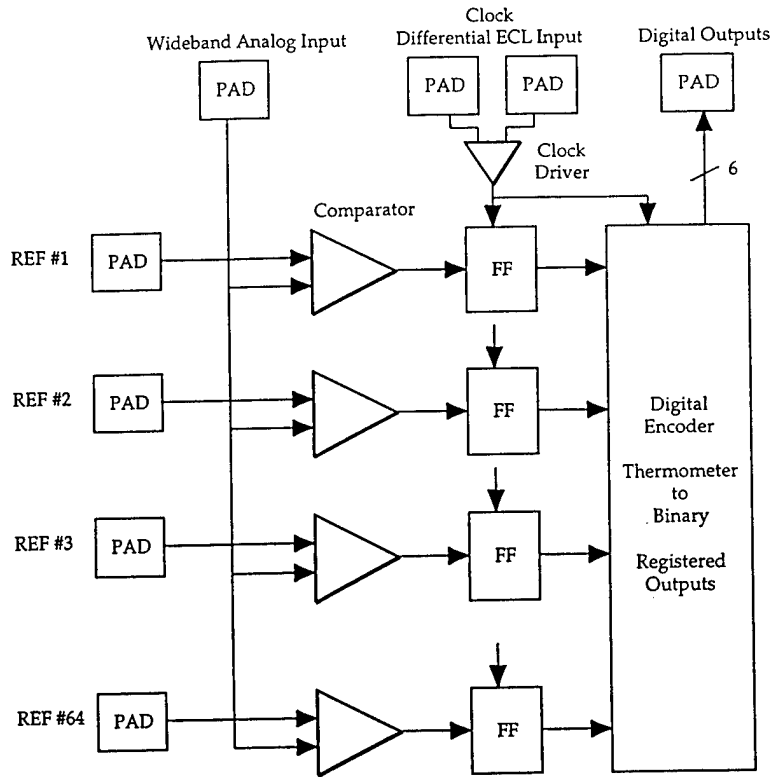 Clock
Wideband Analog Input
Differential ECL Input
Digital Outputs
PAD
PAD
PAD
PAD
Clock
Driver
6
Comparator
REF #1
PAD
FF
REF #2
PAD
FF
Digital
Encoder
Thermometer
to
Binary
Registered
Outputs
REF #3
PAD
FF
REF #64
PAD
FF